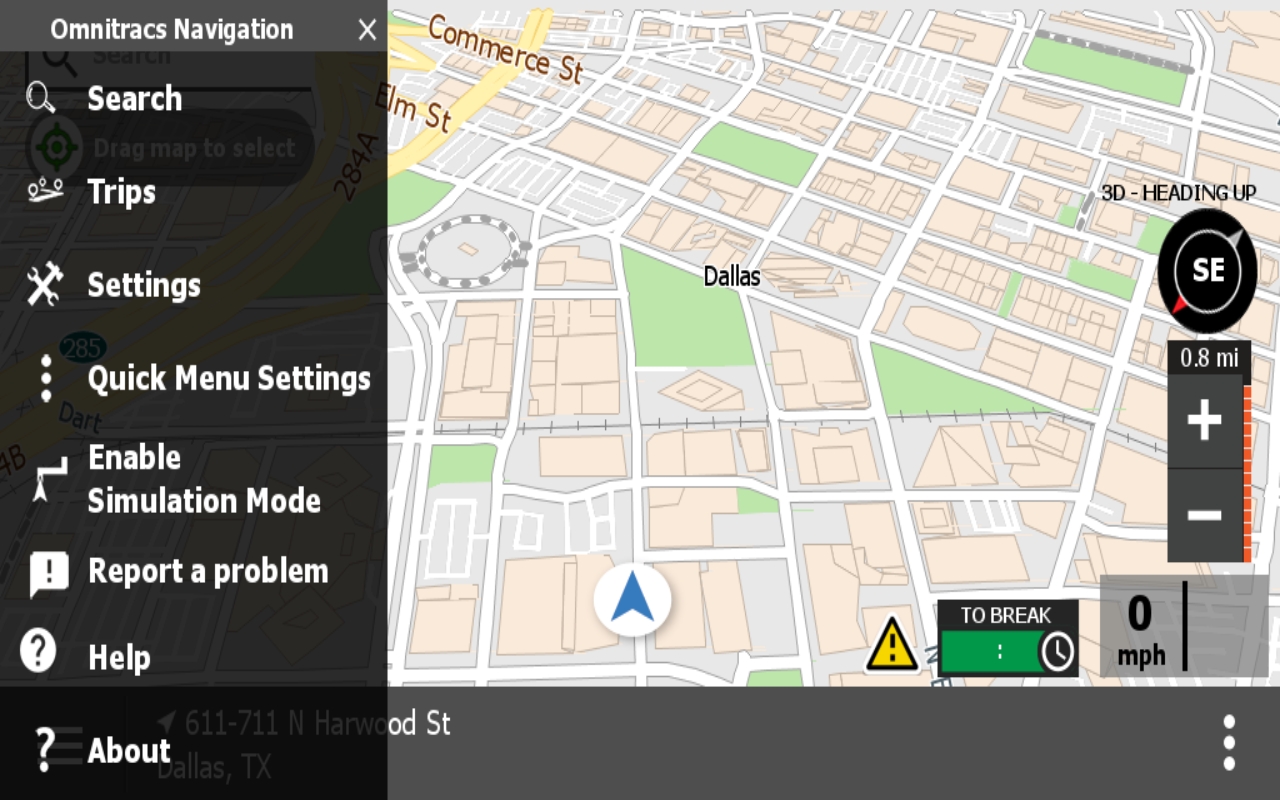 Omnitracs Navigation
Search
Search
Drag map to select
Trips
Settings
285
Quick Menu Settings
Dart
4B
Enable
Simulation Mode
Report a problem
Help
About
611-711 N Harwood St
Dallas, TX
Commerce St
Elm St
284A
Dallas
3D - HEADING UP
SE
0.8 mi
+
−
TO BREAK
:
0
mph